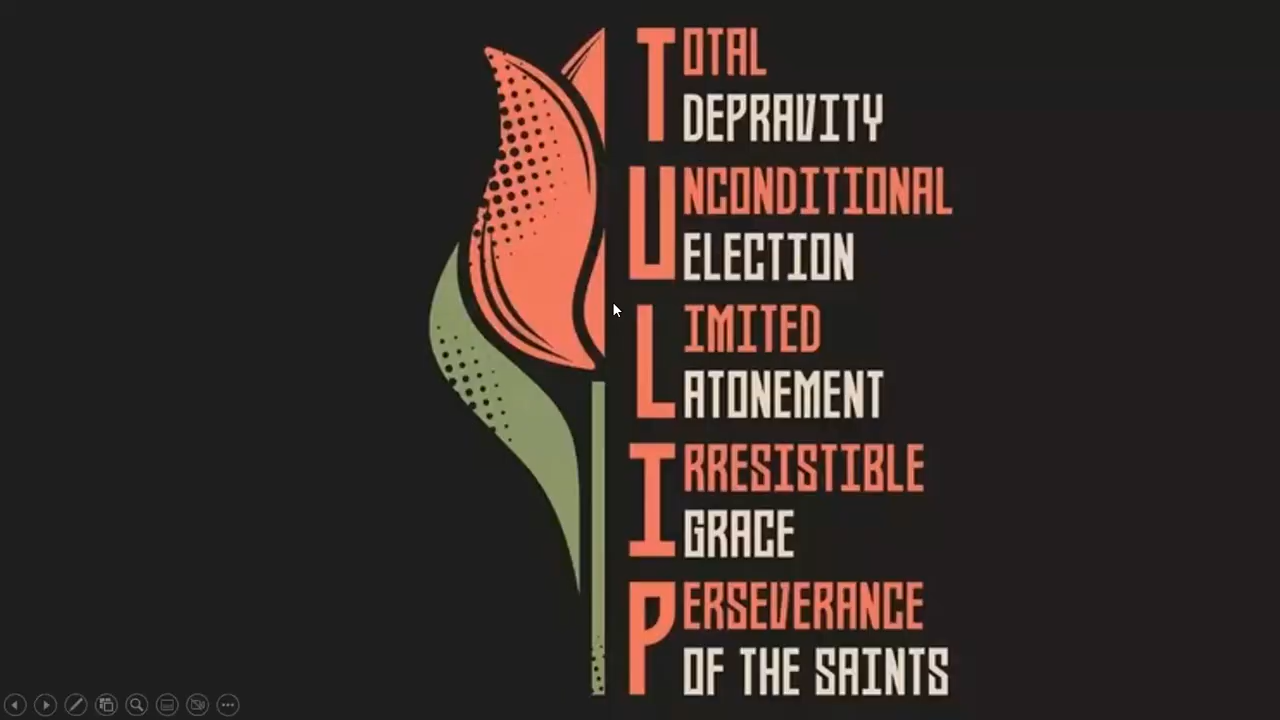 TOTAL
DEPRAVITY
UNCONDITIONAL
ELECTION
LIMITED
ATONEMENT
IRRESISTIBLE
GRACE
PERSEVERANCE
OF THE SAINTS